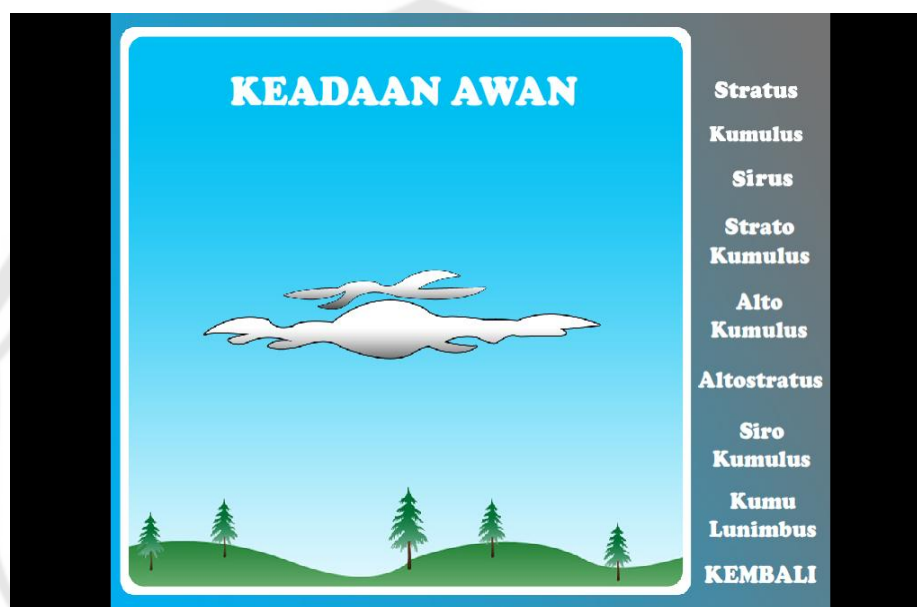 KEADAAN AWAN
Stratus
Kumulus
Sirus
Strato
Kumulus
Alto
Kumulus
Altostratus
Siro
Kumulus
Kumu
Lunimbus
KEMBALI